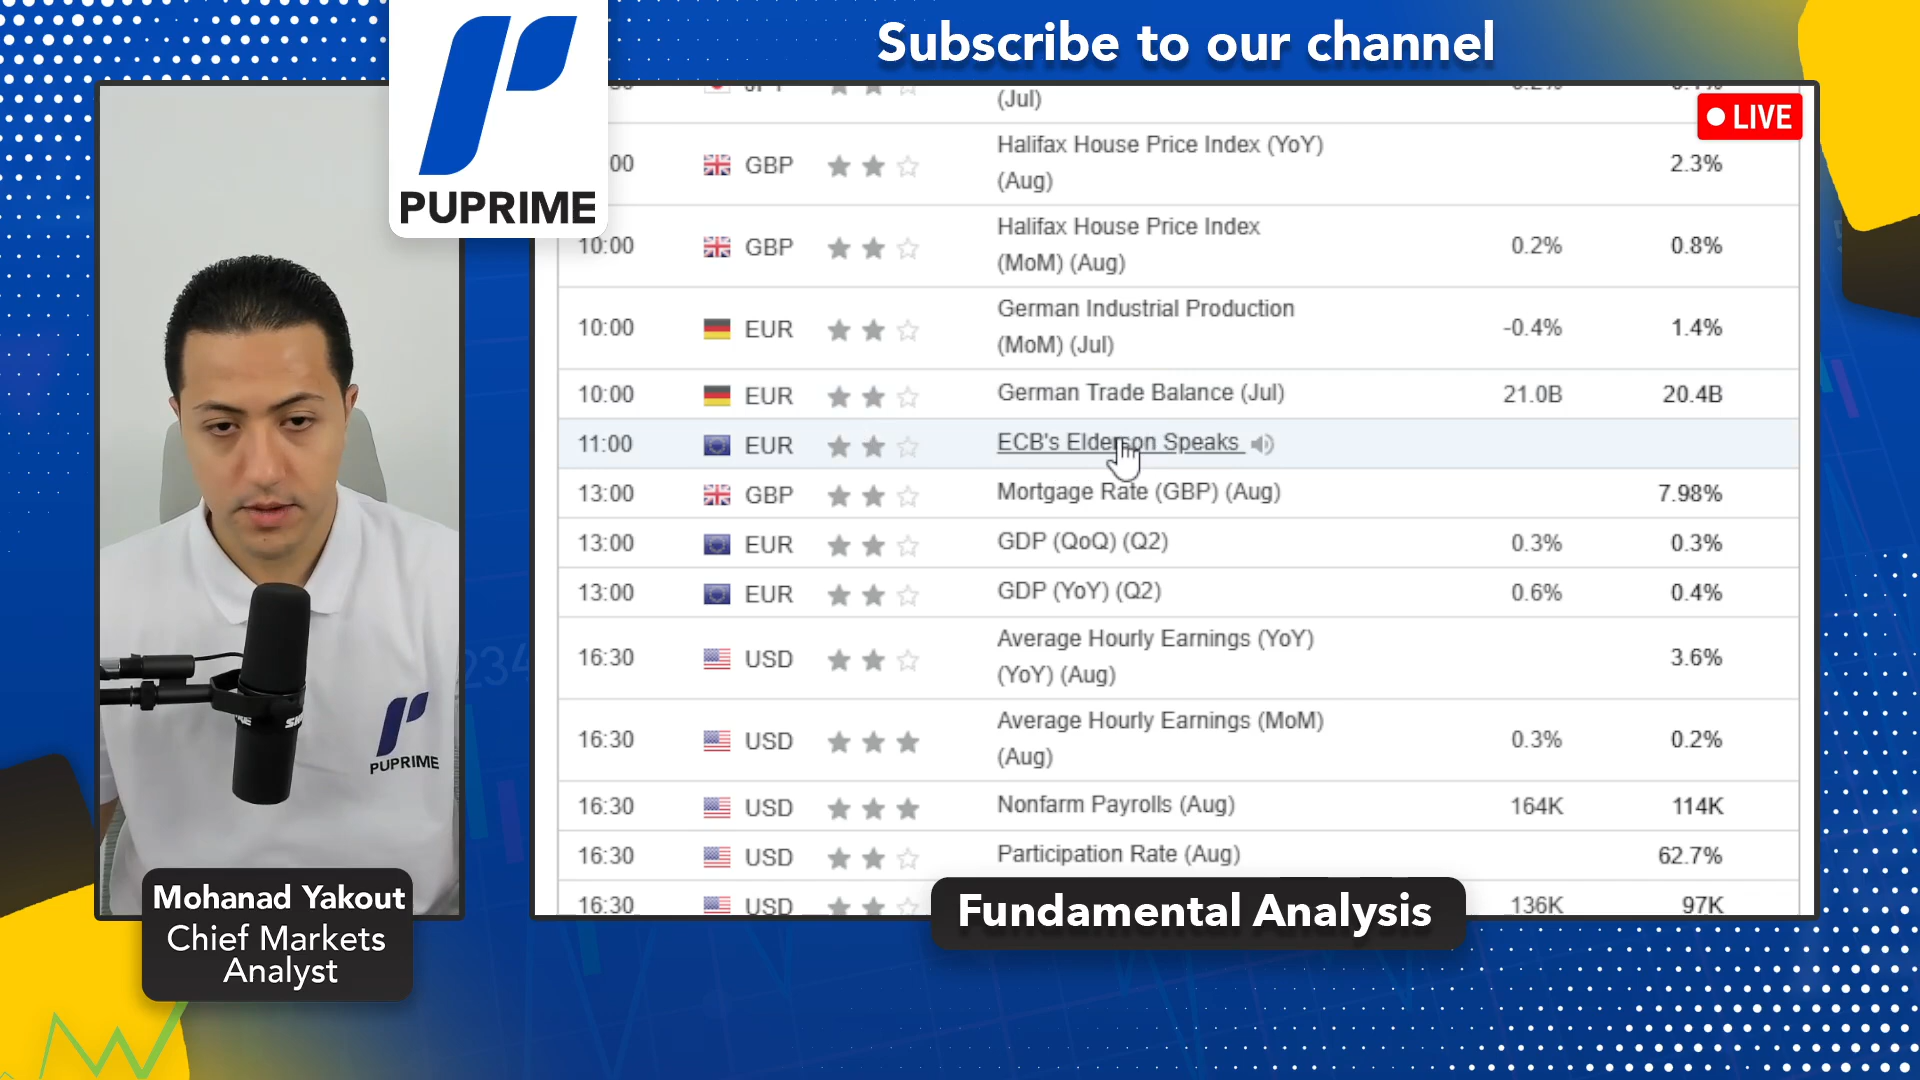 Subscribe to our channel
PUPRIME
LIVE
(Jul)
00 GBP Halifax House Price Index (YoY) 2.3%
(Aug)
10:00 GBP Halifax House Price Index 0.2% 0.8%
(MoM) (Aug)
10:00 EUR German Industrial Production -0.4% 1.4%
(MoM) (Jul)
10:00 EUR German Trade Balance (Jul) 21.0B 20.4B
11:00 EUR ECB's Elderson Speaks
13:00 GBP Mortgage Rate (GBP) (Aug) 7.98%
13:00 EUR GDP (QoQ) (Q2) 0.3% 0.3%
13:00 EUR GDP (YoY) (Q2) 0.6% 0.4%
16:30 USD Average Hourly Earnings (YoY) 3.6%
(YoY) (Aug)
16:30 USD Average Hourly Earnings (MoM) 0.3% 0.2%
(Aug)
16:30 USD Nonfarm Payrolls (Aug) 164K 114K
16:30 USD Participation Rate (Aug) 62.7%
16:30 USD 136K 97K
PUPRIME
Mohanad Yakout
Chief Markets
Analyst
Fundamental Analysis